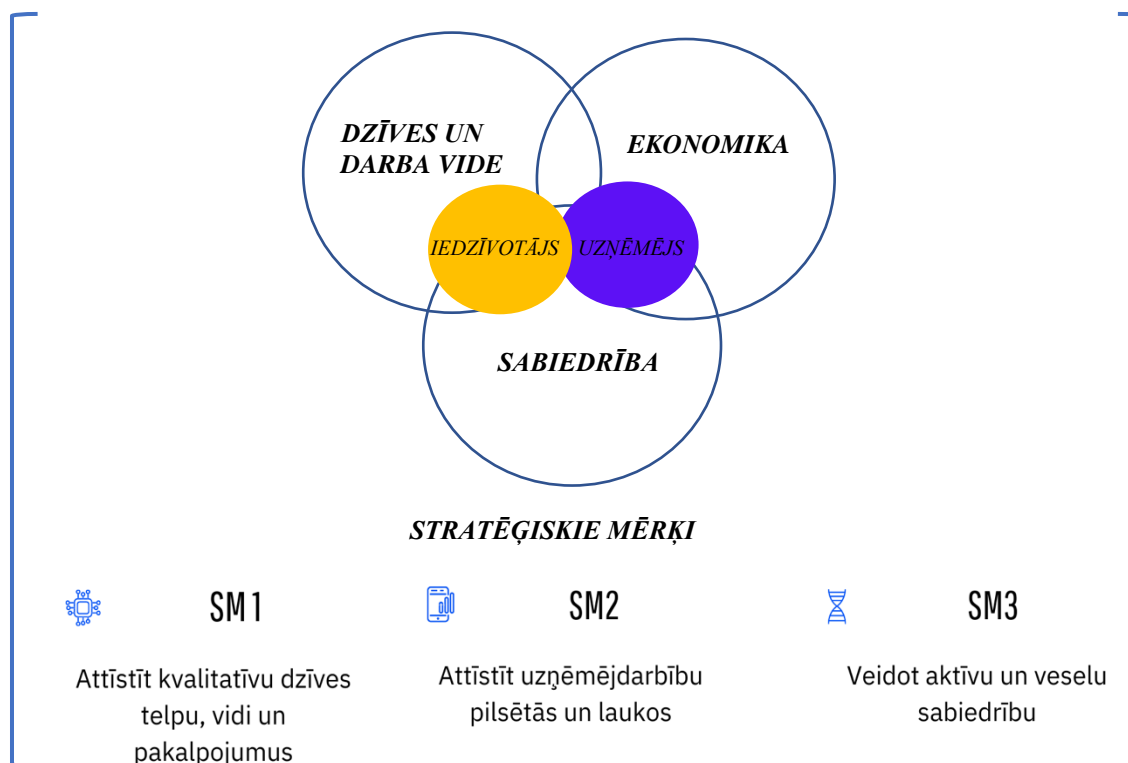 DZĪVES UN
DARBA VIDE
EKONOMIKA
IEDZĪVOTĀJS
UZŅĒMĒJS
SABIEDRĪBA
STRATĒĢISKIE MĒRĶI
SM1
SM2
SM3
Attīstīt kvalitatīvu dzīves
telpu, vidi un
pakalpojumus
Attīstīt uzņēmējdarbību
pilsētās un laukos
Veidot aktīvu un veselu
sabiedrību